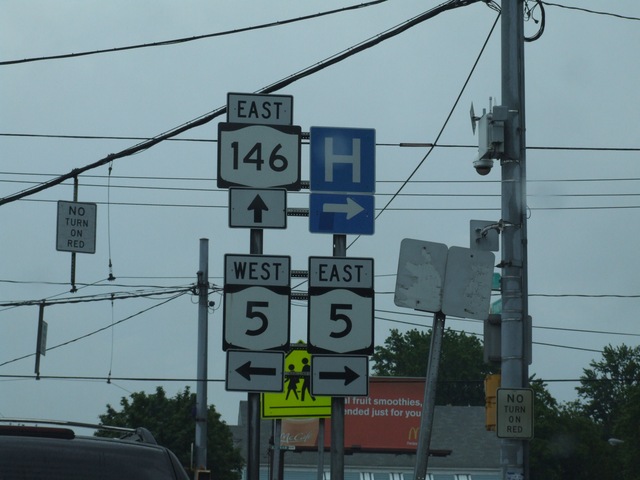 EAST
146
H
NO
TURN
ON
RED
WEST
5
EAST
5
fruit smoothies,
nded just for you
NO
TURN
ON
RED